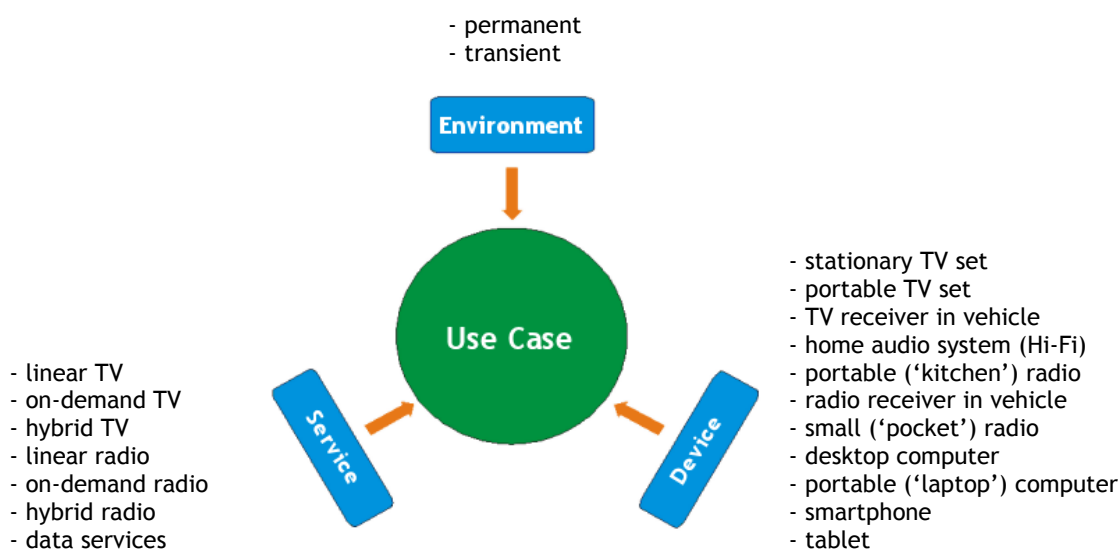 - permanent
- transient
Environment
Use Case
Service
- linear TV
- on-demand TV
- hybrid TV
- linear radio
- on-demand radio
- hybrid radio
- data services
Device
- stationary TV set
- portable TV set
- TV receiver in vehicle
- home audio system (Hi-Fi)
- portable (‘kitchen’) radio
- radio receiver in vehicle
- small (‘pocket’) radio
- desktop computer
- portable (‘laptop’) computer
- smartphone
- tablet